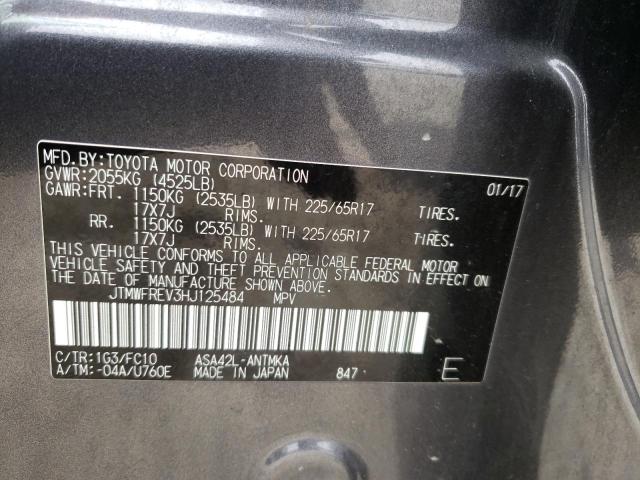 MFD.BY:TOYOTA MOTOR CORPORATION 01/17
GVWR:2055KG (4525LB)
GAWR:FRT. 1150KG (2535LB) WITH 225/65R17 TIRES.
17X7J RIMS.
RR. 1150KG (2535LB) WITH 225/65R17 TIRES.
17X7J RIMS.
THIS VEHICLE CONFORMS TO ALL APPLICABLE FEDERAL MOTOR
VEHICLE SAFETY AND THEFT PREVENTION STANDARDS IN EFFECT ON
THE DATE OF MANUFACTURE SHOWN ABOVE.
JTMWFREV3HJ125484 MPV
C/TR:1G3/FC10 ASA42L-ANTMKA
A/TM:-04A/U760E MADE IN JAPAN 847 E